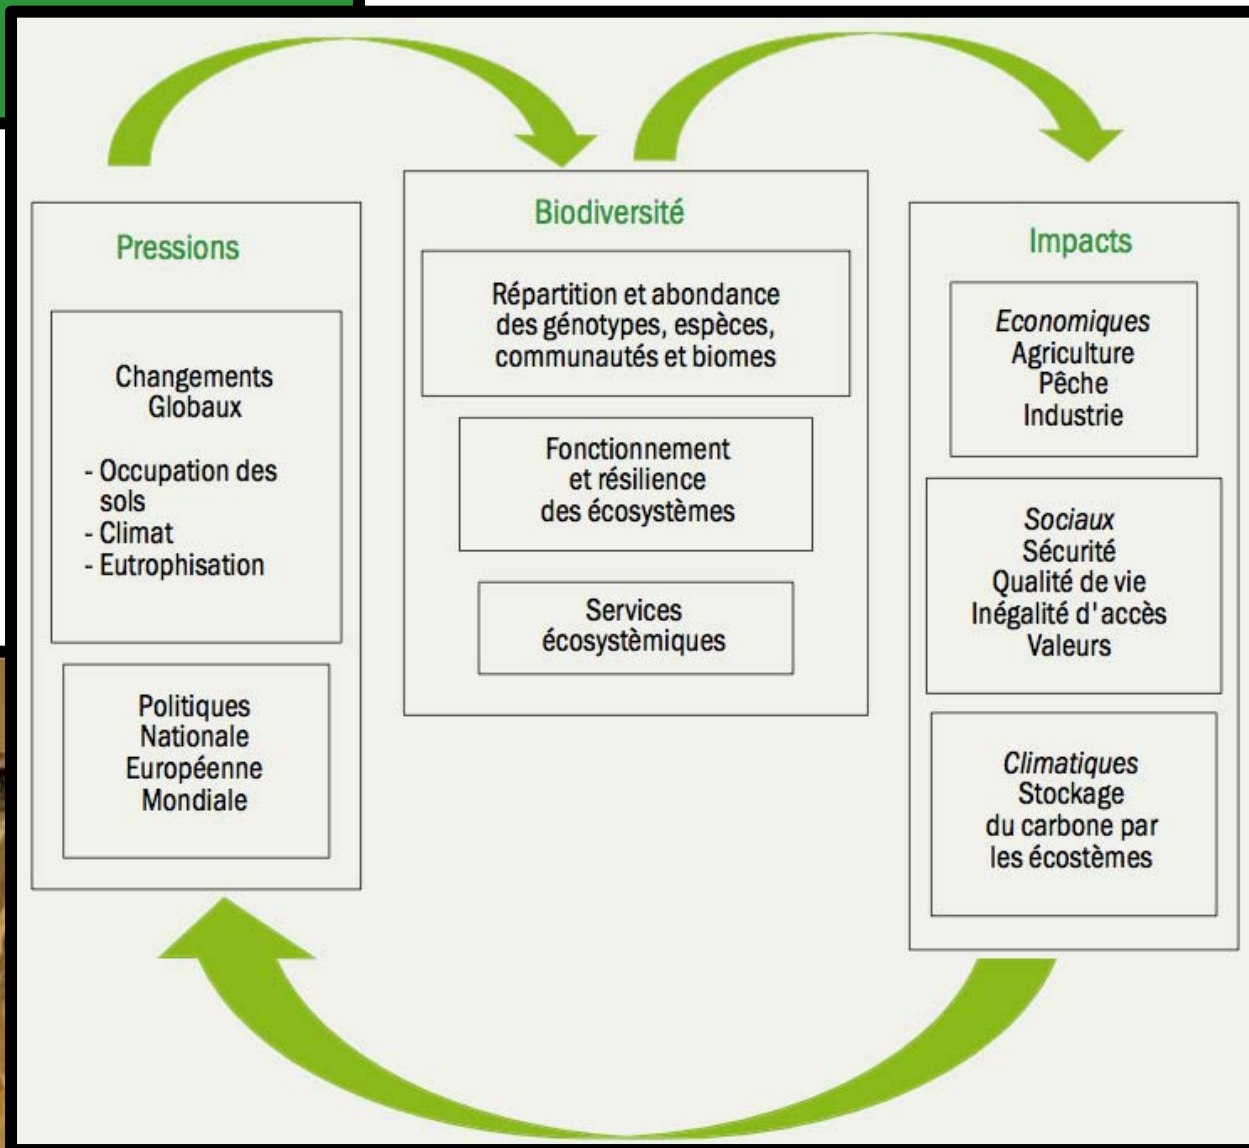 Pressions
Changements
Globaux
- Occupation des
sols
- Climat
- Eutrophisation
Politiques
Nationale
Européenne
Mondiale
Biodiversité
Répartition et abondance
des génotypes, espèces,
communautés et biomes
Fonctionnement
et résilience
des écosystèmes
Services
écosystèmiques
Impacts
Economiques
Agriculture
Pêche
Industrie
Sociaux
Sécurité
Qualité de vie
Inégalité d'accès
Valeurs
Climatiques
Stockage
du carbone par
les écostèmes